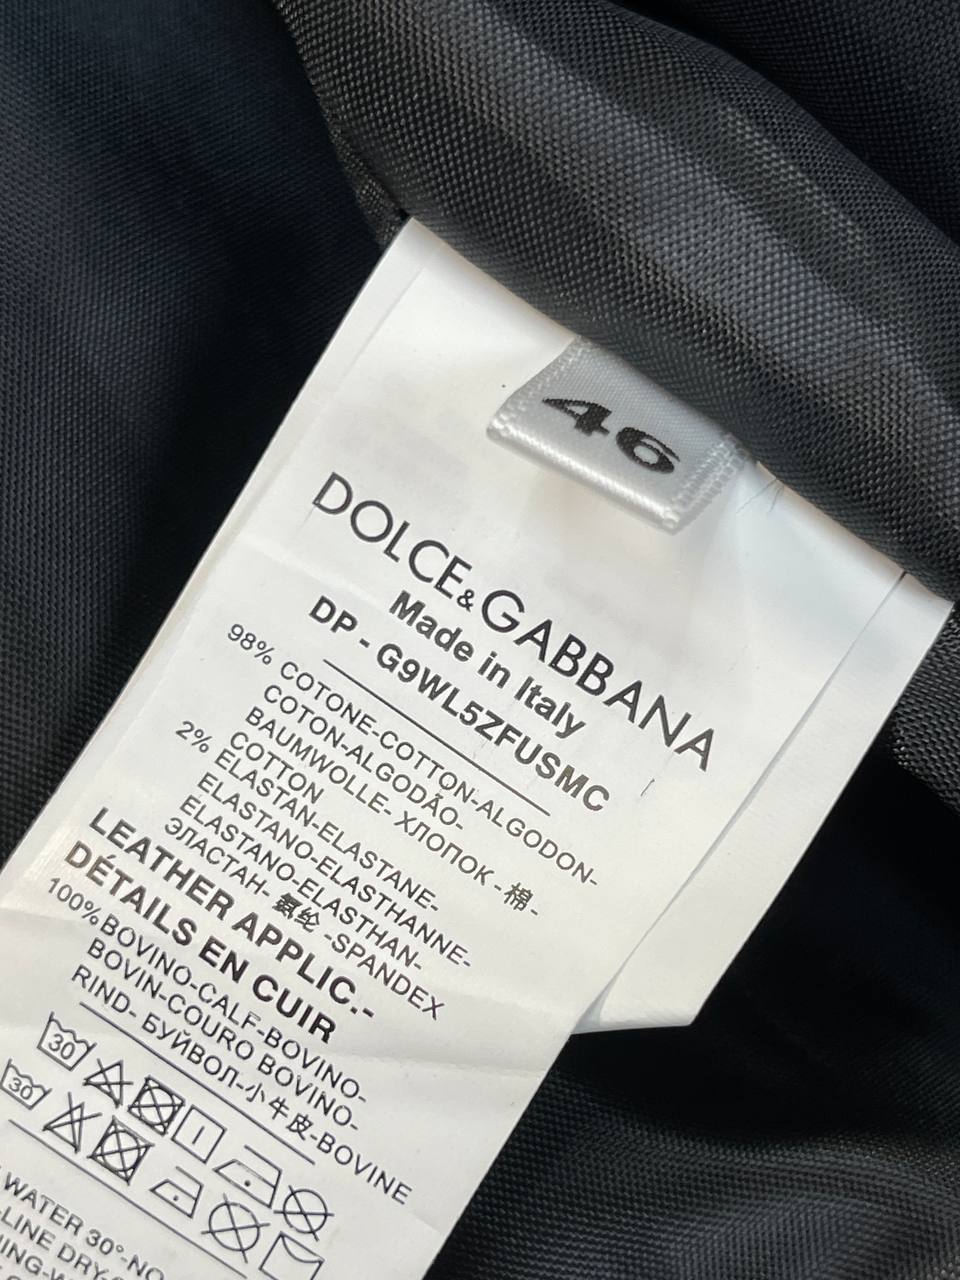 46
DOLCE&GABBANA
Made in Italy
DP - G9WL5ZFUSMC
98% COTONE-COTTON-ALGODON-
COTON-ALGODÃO-
BAUMWOLLE- ХЛОПОК - 棉-
COTTON
2% ELASTAN-ELASTANE-
ELASTANO-ELASTHANNE-
ELASTANO-ELASTHAN-
ЭЛАСТАН- 氨纶 -SPANDEX
LEATHER APPLIC.-
DÉTAILS EN CUIR
100%BOVINO-CALF-BOVINO-
BOVIN-COURO BOVINO-
RIND- БУЙВОЛ-小牛皮-BOVINE
30
30
WATER 30°-NO
-LINE DRY-